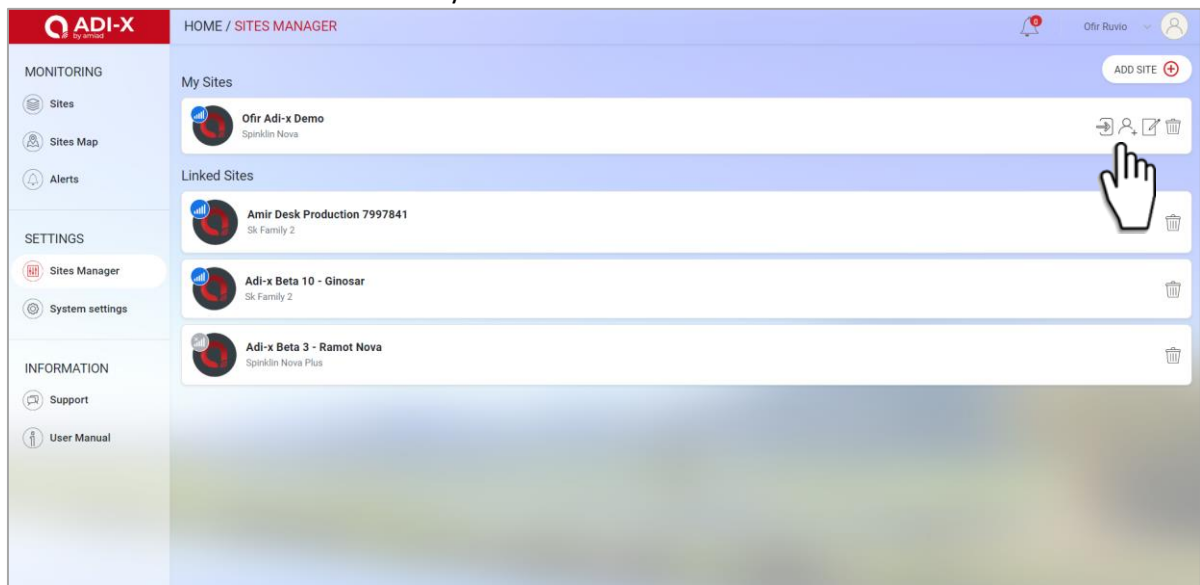 ADI-X
by amiad
HOME / SITES MANAGER
Ofir Ruvio
MONITORING
Sites
Sites Map
Alerts
SETTINGS
Sites Manager
System settings
INFORMATION
Support
User Manual
ADD SITE
My Sites
Ofir Adi-x Demo
Spinklin Nova
Linked Sites
Amir Desk Production 7997841
Sk Family 2
Adi-x Beta 10 - Ginosar
Sk Family 2
Adi-x Beta 3 - Ramot Nova
Spinklin Nova Plus